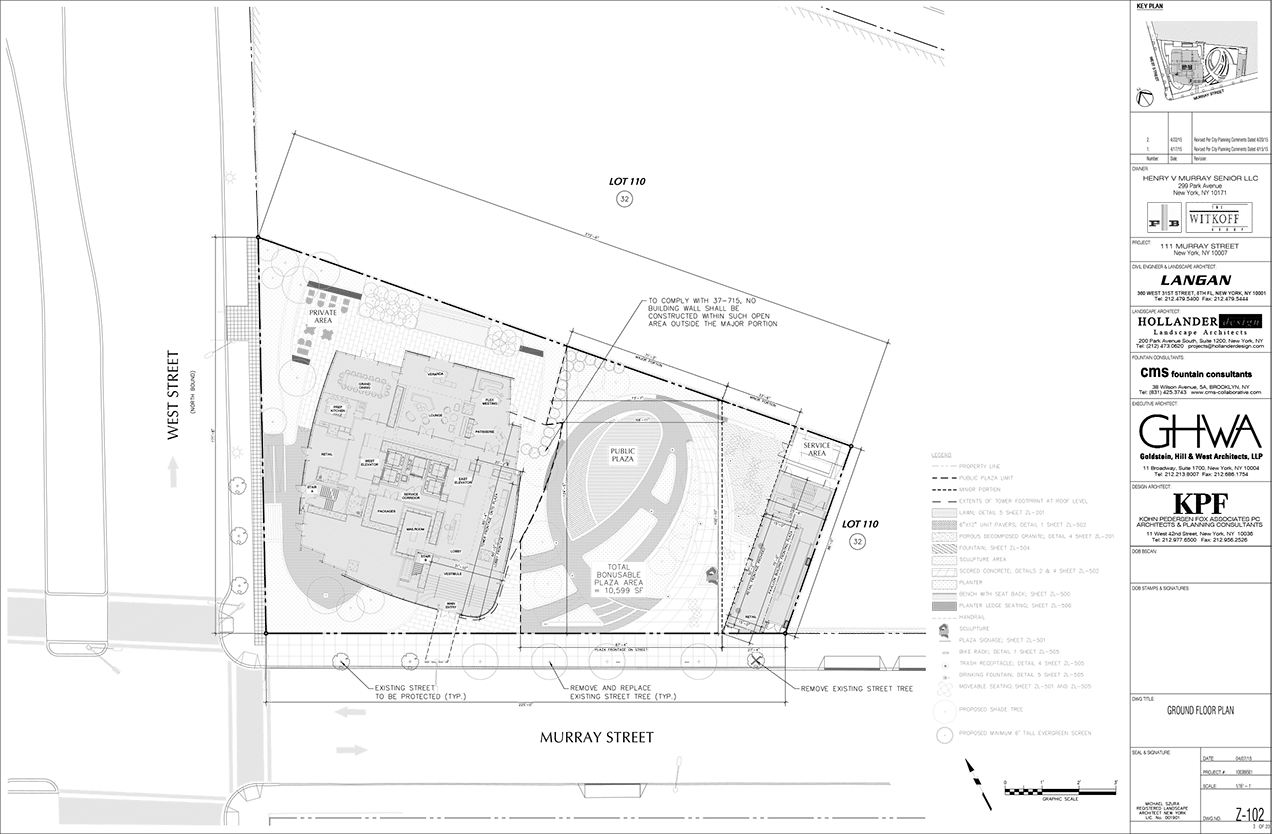 KEY PLAN
WEST STREET
MURRAY STREET
2. 4/22/15 Revised Per City Planning Comments Dated 4/20/15
1. 4/17/15 Revised Per City Planning Comments Dated 4/15/15
Number: Date: Revision:
OWNER:
HENRY V MURRAY SENIOR LLC
299 Park Avenue
New York, NY 10171
F B
THE
WITKOFF
GROUP
PROJECT:
111 MURRAY STREET
New York, NY 10007
CIVIL ENGINEER & LANDSCAPE ARCHITECT:
LANGAN
360 WEST 31ST STREET, 8TH FL, NEW YORK, NY 10001
Tel: 212.479.5400 Fax: 212.479.5444
LANDSCAPE ARCHITECT:
HOLLANDER design
Landscape Architects
200 Park Avenue South, Suite 1200, New York, NY
Tel: (212) 473.0620 projects@hollanderdesign.com
FOUNTAIN CONSULTANTS:
cms fountain consultants
38 Wilson Avenue, 5A, BROOKLYN, NY
Tel: (831) 425.3743 www.cms-collaborative.com
EXECUTIVE ARCHITECT:
GHWA
Goldstein, Hill & West Architects, LLP
11 Broadway, Suite 1700, New York, NY 10004
Tel: 212.213.8007 Fax: 212.686.1754
DESIGN ARCHITECT:
KPF
KOHN PEDERSEN FOX ASSOCIATES PC
ARCHITECTS & PLANNING CONSULTANTS
11 West 42nd Street, New York, NY 10036
Tel: 212.977.6500 Fax: 212.956.2526
DOB BSCAN:
DOB STAMPS & SIGNATURES:
DWG TITLE:
GROUND FLOOR PLAN
SEAL & SIGNATURE:
MICHAEL SZURA
REGISTERED LANDSCAPE
ARCHITECT NEW YORK
LIC. No. 001901
DATE:
PROJECT #:
SCALE:
DWG NO: Z-102
3 OF 23
LOT 110
32
TO COMPLY WITH 37-715, NO
BUILDING WALL SHALL BE
CONSTRUCTED WITHIN SUCH OPEN
AREA OUTSIDE THE MAJOR PORTION
MINOR PORTION
MINOR PORTION
PRIVATE
AREA
WEST STREET
(NORTH BOUND)
GRAND
DINING
VERANDA
PREP
KITCHEN
LOUNGE
FLEX
MEETING
PATISSERIE
RETAIL
WEST
ELEVATOR
EAST
ELEVATOR
STAIR
SERVICE
CORRIDOR
PACKAGES
MAILROOM
LOBBY
STAIR
VESTIBULE
MAIN
ENTRY
PUBLIC
PLAZA
TOTAL
BONUSABLE
PLAZA AREA
= 10,599 SF
SERVICE
AREA
RETAIL
LOT 110
32
PLAZA FRONTAGE ON STREET
EXISTING STREET
TO BE PROTECTED (TYP.)
REMOVE AND REPLACE
EXISTING STREET TREE (TYP.)
REMOVE EXISTING STREET TREE
MURRAY STREET
LEGEND
PROPERTY LINE
PUBLIC PLAZA LIMIT
MINOR PORTION
EXTENTS OF TOWER FOOTPRINT AT ROOF LEVEL
LAWN; DETAIL 5 SHEET ZL-201
6"X12" UNIT PAVERS; DETAIL 1 SHEET ZL-502
POROUS DECOMPOSED GRANITE; DETAIL 4 SHEET ZL-201
FOUNTAIN; SHEET ZL-504
SCULPTURE AREA
SCORED CONCRETE; DETAILS 2 & 4 SHEET ZL-502
PLANTER
BENCH WITH SEAT BACK; SHEET ZL-500
PLANTER LEDGE SEATING; SHEET ZL-506
HANDRAIL
SCULPTURE
PLAZA SIGNAGE; SHEET ZL-501
BIKE RACK; DETAIL 7 SHEET ZL-505
TRASH RECEPTACLE; DETAIL 4 SHEET ZL-505
DRINKING FOUNTAIN; DETAIL 5 SHEET ZL-505
MOVEABLE SEATING; SHEET ZL-501 AND ZL-505
PROPOSED SHADE TREE
PROPOSED MINIMUM 6' TALL EVERGREEN SCREEN
0 1' 2' 3'
GRAPHIC SCALE